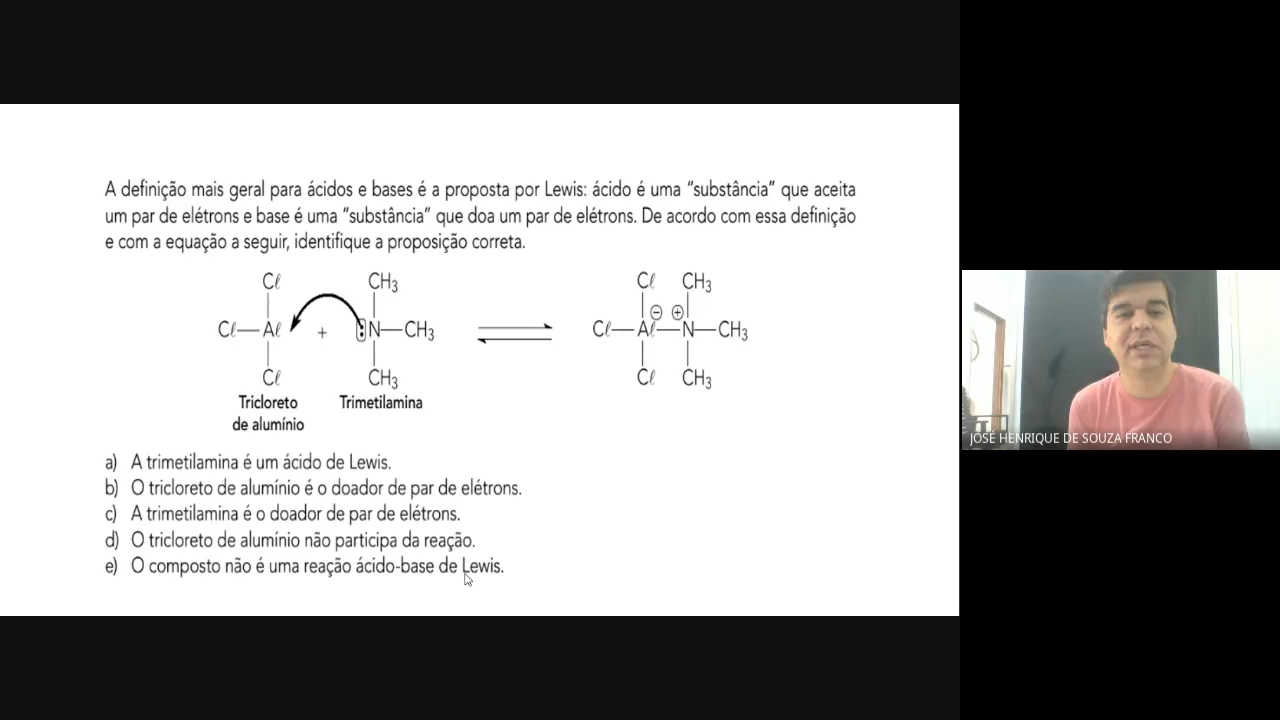 A definição mais geral para ácidos e bases é a proposta por Lewis: ácido é uma “substância” que aceita
um par de elétrons e base é uma “substância” que doa um par de elétrons. De acordo com essa definição
e com a equação a seguir, identifique a proposição correta.
Cℓ CH₃ Cℓ CH₃
Cℓ—Aℓ + :N—CH₃ ⇌ Cℓ—Aℓ⊖—⊕N—CH₃
Cℓ CH₃ Cℓ CH₃
Tricloreto Trimetilamina
de alumínio
a) A trimetilamina é um ácido de Lewis.
b) O tricloreto de alumínio é o doador de par de elétrons.
c) A trimetilamina é o doador de par de elétrons.
d) O tricloreto de alumínio não participa da reação.
e) O composto não é uma reação ácido-base de Lewis.
JOSÉ HENRIQUE DE SOUZA FRANCO